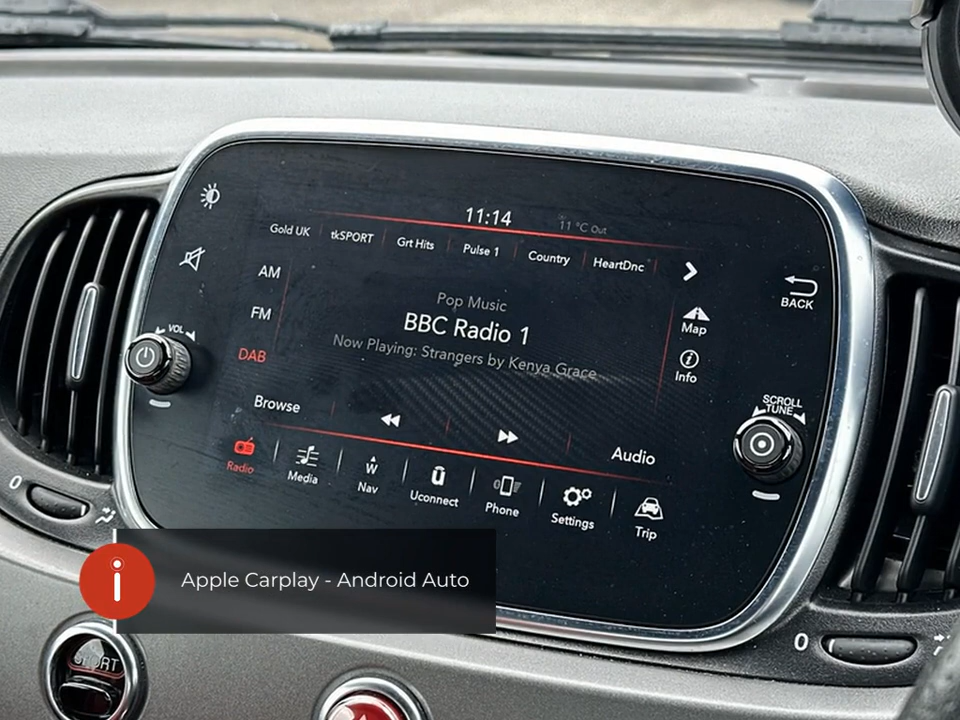 11:14
11 °C Out
Gold UK
tkSPORT
Grt Hits
Pulse 1
Country
HeartDnc
AM
FM
DAB
Pop Music
BBC Radio 1
Now Playing: Strangers by Kenya Grace
Map
Info
BACK
VOL
SCROLL
TUNE
Browse
Audio
Radio
Media
W
Nav
Uconnect
Phone
Settings
Trip
0
0
i
Apple Carplay - Android Auto
SPORT